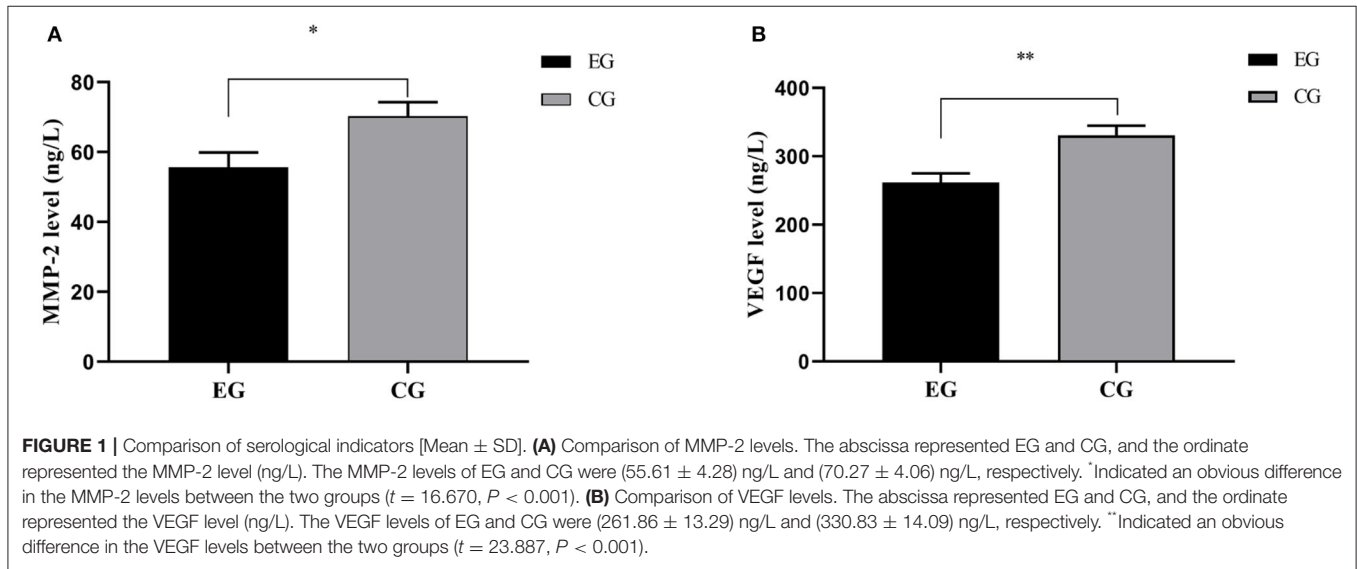 A
*
EG
CG
MMP-2 level (ng/L)
80
60
40
20
0
EG
CG
B
**
EG
CG
VEGF level (ng/L)
400
300
200
100
0
EG
CG
FIGURE 1 | Comparison of serological indicators [Mean ± SD]. (A) Comparison of MMP-2 levels. The abscissa represented EG and CG, and the ordinate
represented the MMP-2 level (ng/L). The MMP-2 levels of EG and CG were (55.61 ± 4.28) ng/L and (70.27 ± 4.06) ng/L, respectively. *Indicated an obvious difference
in the MMP-2 levels between the two groups (t = 16.670, P < 0.001). (B) Comparison of VEGF levels. The abscissa represented EG and CG, and the ordinate
represented the VEGF level (ng/L). The VEGF levels of EG and CG were (261.86 ± 13.29) ng/L and (330.83 ± 14.09) ng/L, respectively. **Indicated an obvious
difference in the VEGF levels between the two groups (t = 23.887, P < 0.001).